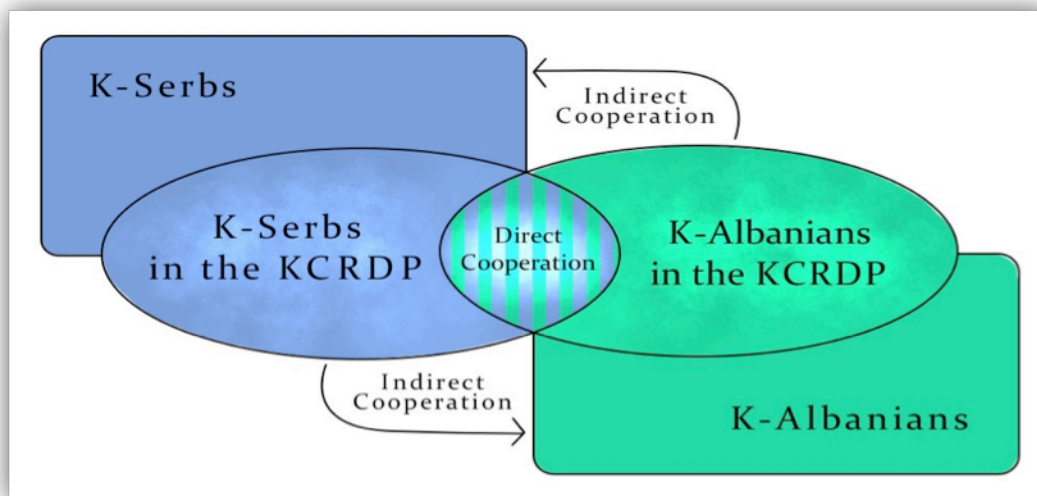 K-Serbs
Indirect
Cooperation
K-Serbs
in the KCRDP
Direct
Cooperation
K-Albanians
in the KCRDP
Indirect
Cooperation
K-Albanians